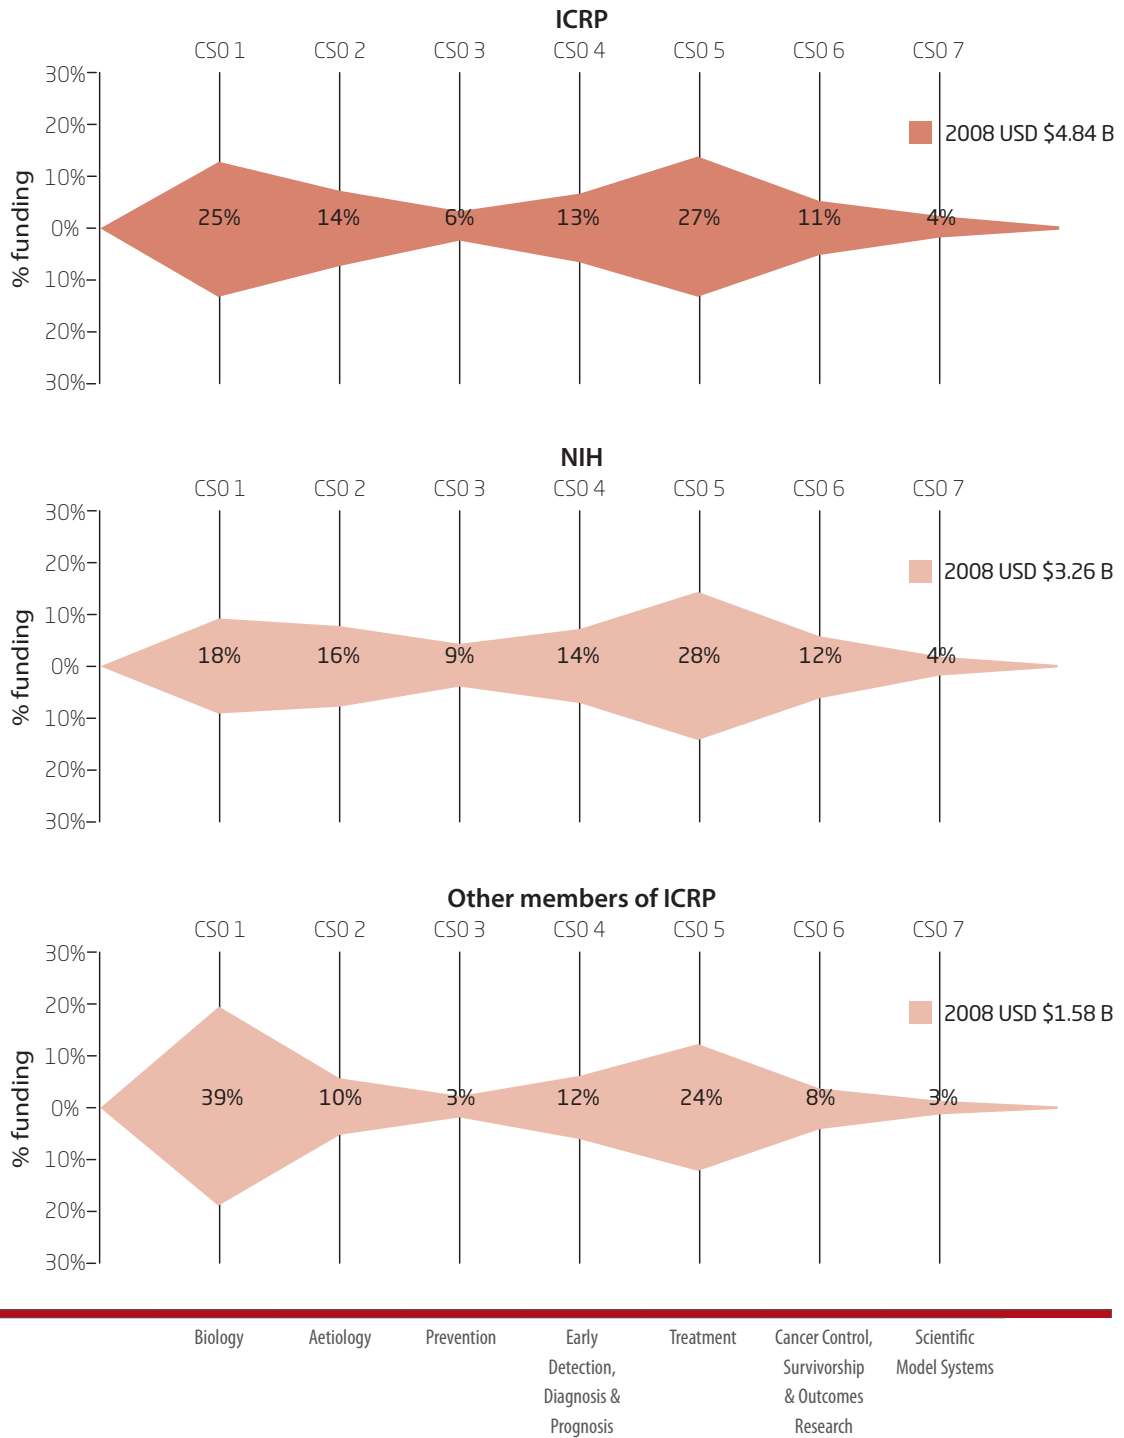 ICRP
CSO 1 CSO 2 CSO 3 CSO 4 CSO 5 CSO 6 CSO 7
30%
20%
10%
0%
10%
20%
30%
% funding
2008 USD $4.84 B
25% 14% 6% 13% 27% 11% 4%
NIH
CSO 1 CSO 2 CSO 3 CSO 4 CSO 5 CSO 6 CSO 7
30%
20%
10%
0%
10%
20%
30%
% funding
2008 USD $3.26 B
18% 16% 9% 14% 28% 12% 4%
Other members of ICRP
CSO 1 CSO 2 CSO 3 CSO 4 CSO 5 CSO 6 CSO 7
30%
20%
10%
0%
10%
20%
30%
% funding
2008 USD $1.58 B
39% 10% 3% 12% 24% 8% 3%
Biology
Aetiology
Prevention
Early
Detection,
Diagnosis &
Prognosis
Treatment
Cancer Control,
Survivorship
& Outcomes
Research
Scientific
Model Systems